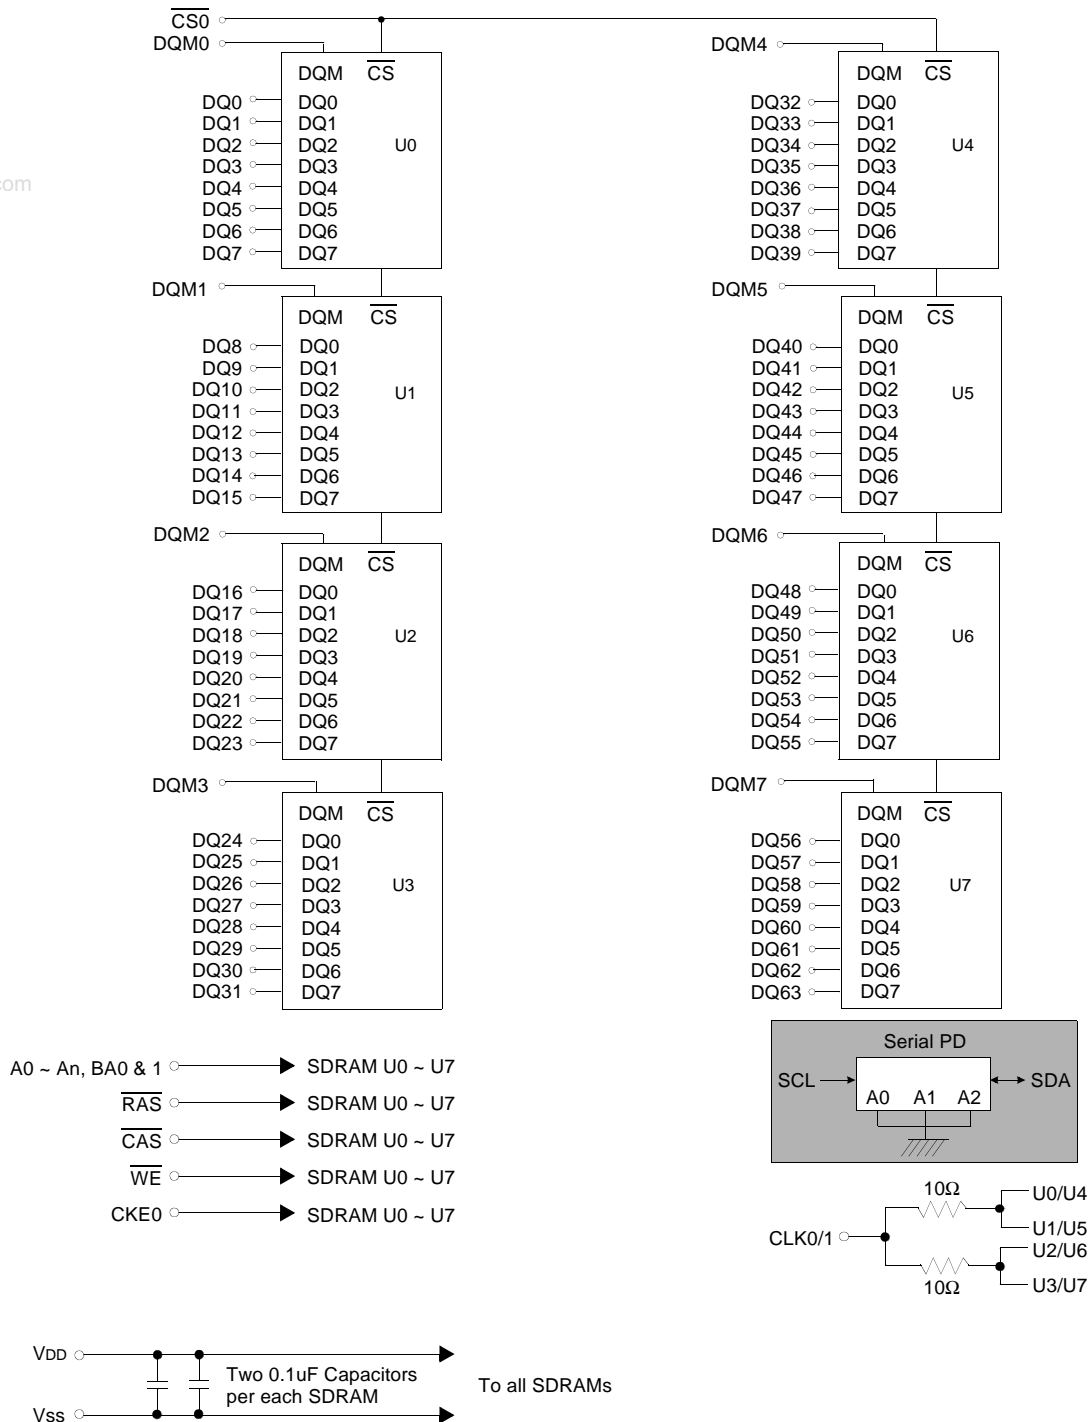 CS0
DQM0
DQM CS
DQ0 DQ0
DQ1 DQ1
DQ2 DQ2 U0
DQ3 DQ3
DQ4 DQ4
DQ5 DQ5
DQ6 DQ6
DQ7 DQ7
DQM1
DQM CS
DQ8 DQ0
DQ9 DQ1
DQ10 DQ2 U1
DQ11 DQ3
DQ12 DQ4
DQ13 DQ5
DQ14 DQ6
DQ15 DQ7
DQM2
DQM CS
DQ16 DQ0
DQ17 DQ1
DQ18 DQ2 U2
DQ19 DQ3
DQ20 DQ4
DQ21 DQ5
DQ22 DQ6
DQ23 DQ7
DQM3
DQM CS
DQ24 DQ0
DQ25 DQ1
DQ26 DQ2 U3
DQ27 DQ3
DQ28 DQ4
DQ29 DQ5
DQ30 DQ6
DQ31 DQ7
DQM4
DQM CS
DQ32 DQ0
DQ33 DQ1
DQ34 DQ2 U4
DQ35 DQ3
DQ36 DQ4
DQ37 DQ5
DQ38 DQ6
DQ39 DQ7
DQM5
DQM CS
DQ40 DQ0
DQ41 DQ1
DQ42 DQ2 U5
DQ43 DQ3
DQ44 DQ4
DQ45 DQ5
DQ46 DQ6
DQ47 DQ7
DQM6
DQM CS
DQ48 DQ0
DQ49 DQ1
DQ50 DQ2 U6
DQ51 DQ3
DQ52 DQ4
DQ53 DQ5
DQ54 DQ6
DQ55 DQ7
DQM7
DQM CS
DQ56 DQ0
DQ57 DQ1
DQ58 DQ2 U7
DQ59 DQ3
DQ60 DQ4
DQ61 DQ5
DQ62 DQ6
DQ63 DQ7
com
A0 ~ An, BA0 & 1 SDRAM U0 ~ U7
RAS SDRAM U0 ~ U7
CAS SDRAM U0 ~ U7
WE SDRAM U0 ~ U7
CKE0 SDRAM U0 ~ U7
Serial PD
SCL SDA
A0 A1 A2
10Ω
U0/U4
U1/U5
CLK0/1
U2/U6
U3/U7
10Ω
VDD
Two 0.1uF Capacitors
per each SDRAM
To all SDRAMs
Vss